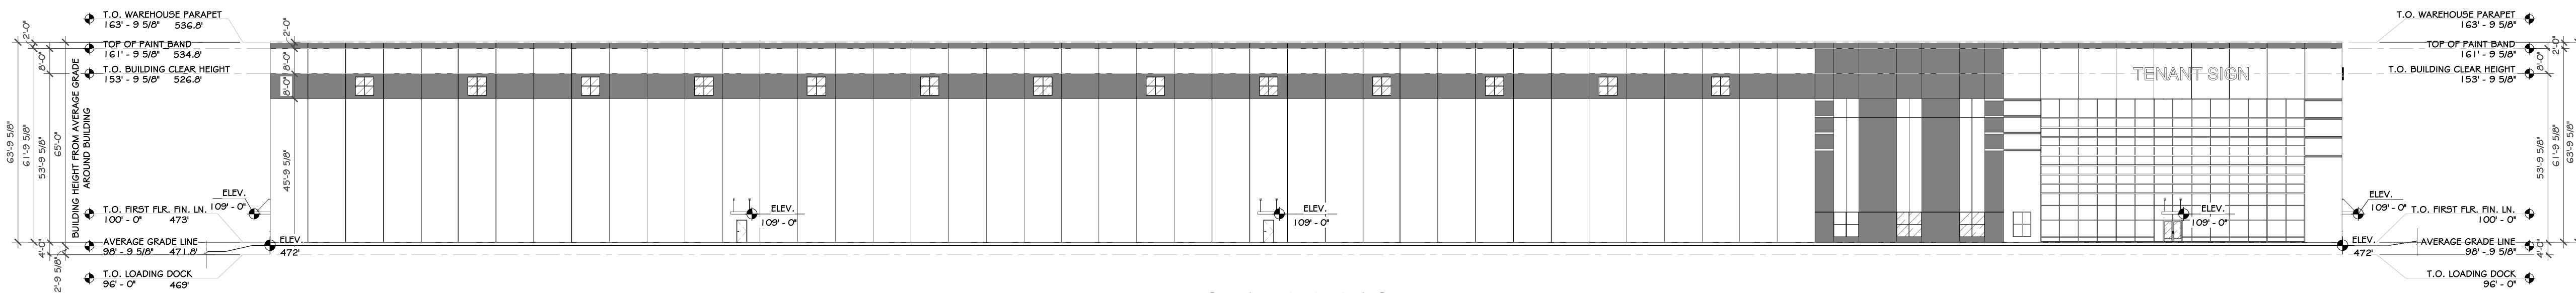 T.O. WAREHOUSE PARAPET
163' - 9 5/8" 536.8'
TOP OF PAINT BAND
161' - 9 5/8" 534.8'
T.O. BUILDING CLEAR HEIGHT
153' - 9 5/8" 526.8'
2'-0"
8'-0"
63'-9 5/8"
61'-9 5/8"
53'-9 5/8"
65'-0"
BUILDING HEIGHT FROM AVERAGE GRADE
AROUND BUILDING
2'-0"
8'-0"
45'-9 5/8"
ELEV.
109' - 0"
T.O. FIRST FLR. FIN. LN.
100' - 0" 473'
AVERAGE GRADE LINE
98' - 9 5/8" 471.8'
T.O. LOADING DOCK
96' - 0" 469'
4'-0"
2'-9 5/8"
ELEV.
472'
ELEV.
109' - 0"
ELEV.
109' - 0"
TENANT SIGN
ELEV.
109' - 0"
T.O. WAREHOUSE PARAPET
163' - 9 5/8"
TOP OF PAINT BAND
161' - 9 5/8"
T.O. BUILDING CLEAR HEIGHT
153' - 9 5/8"
2'-0"
8'-0"
53'-9 5/8"
61'-9 5/8"
63'-9 5/8"
ELEV.
109' - 0"
T.O. FIRST FLR. FIN. LN.
100' - 0"
ELEV.
472'
AVERAGE GRADE LINE
98' - 9 5/8"
4'-0"
T.O. LOADING DOCK
96' - 0"